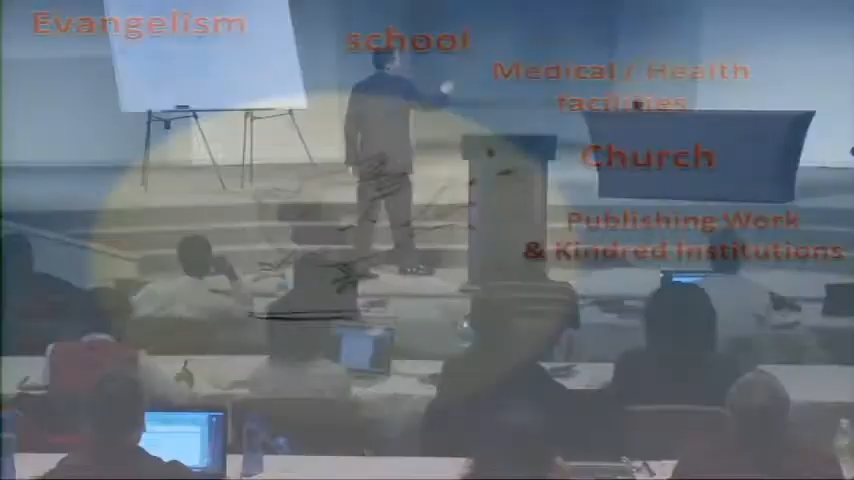 Evangelism
school
Medical / Health
facilities
Church
Publishing Work
& Kindred Institutions